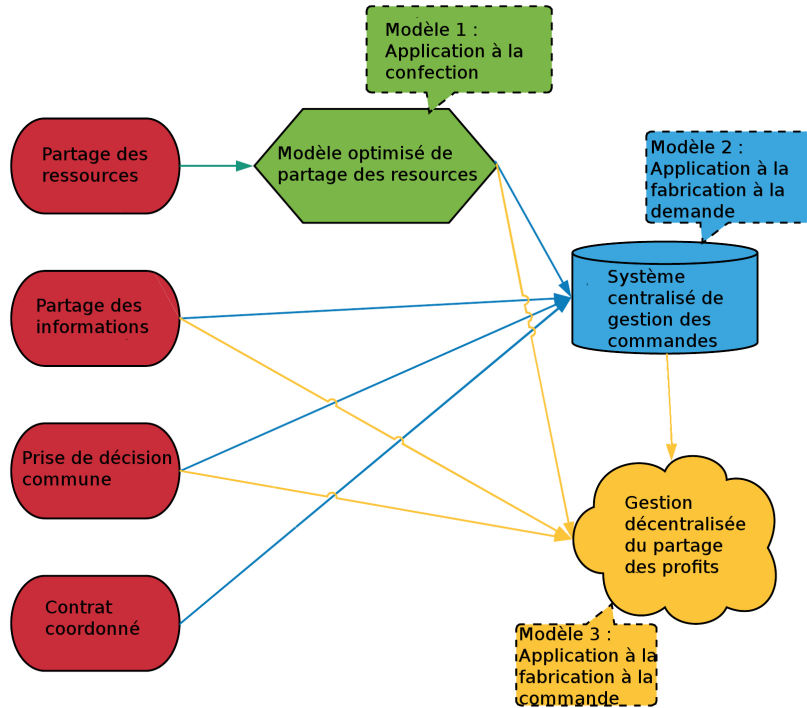 Modèle 1 :
Application à la
confection
Partage des
ressources
Modèle optimisé de
partage des resources
Modèle 2 :
Application à la
fabrication à la
demande
Partage des
informations
Système
centralisé de
gestion des
commandes
Prise de décision
commune
Gestion
décentralisée
du partage
des profits
Contrat
coordonné
Modèle 3 :
Application à la
fabrication à la
commande